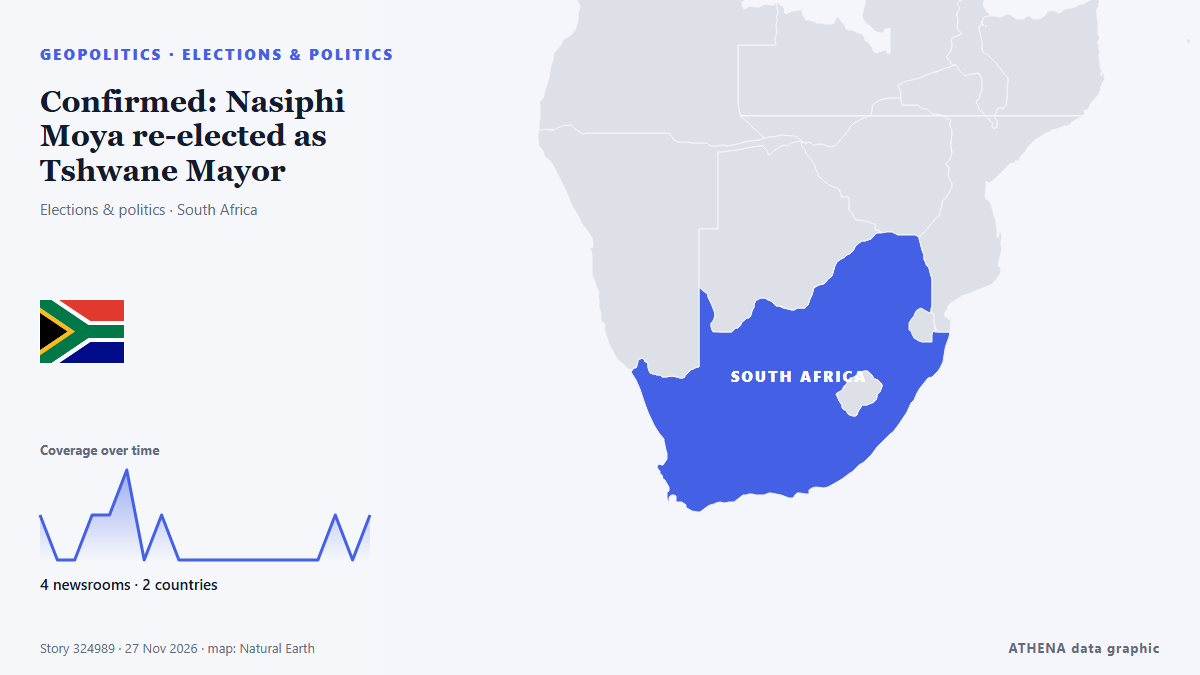 GEOPOLITICS · ELECTIONS & POLITICS
Confirmed: Nasiphi
Moya re-elected as
Tshwane Mayor
Elections & politics · South Africa
SOUTH AFRICA
Coverage over time
4 newsrooms · 2 countries
Story 324989 · 27 Nov 2026 · map: Natural Earth
ATHENA data graphic